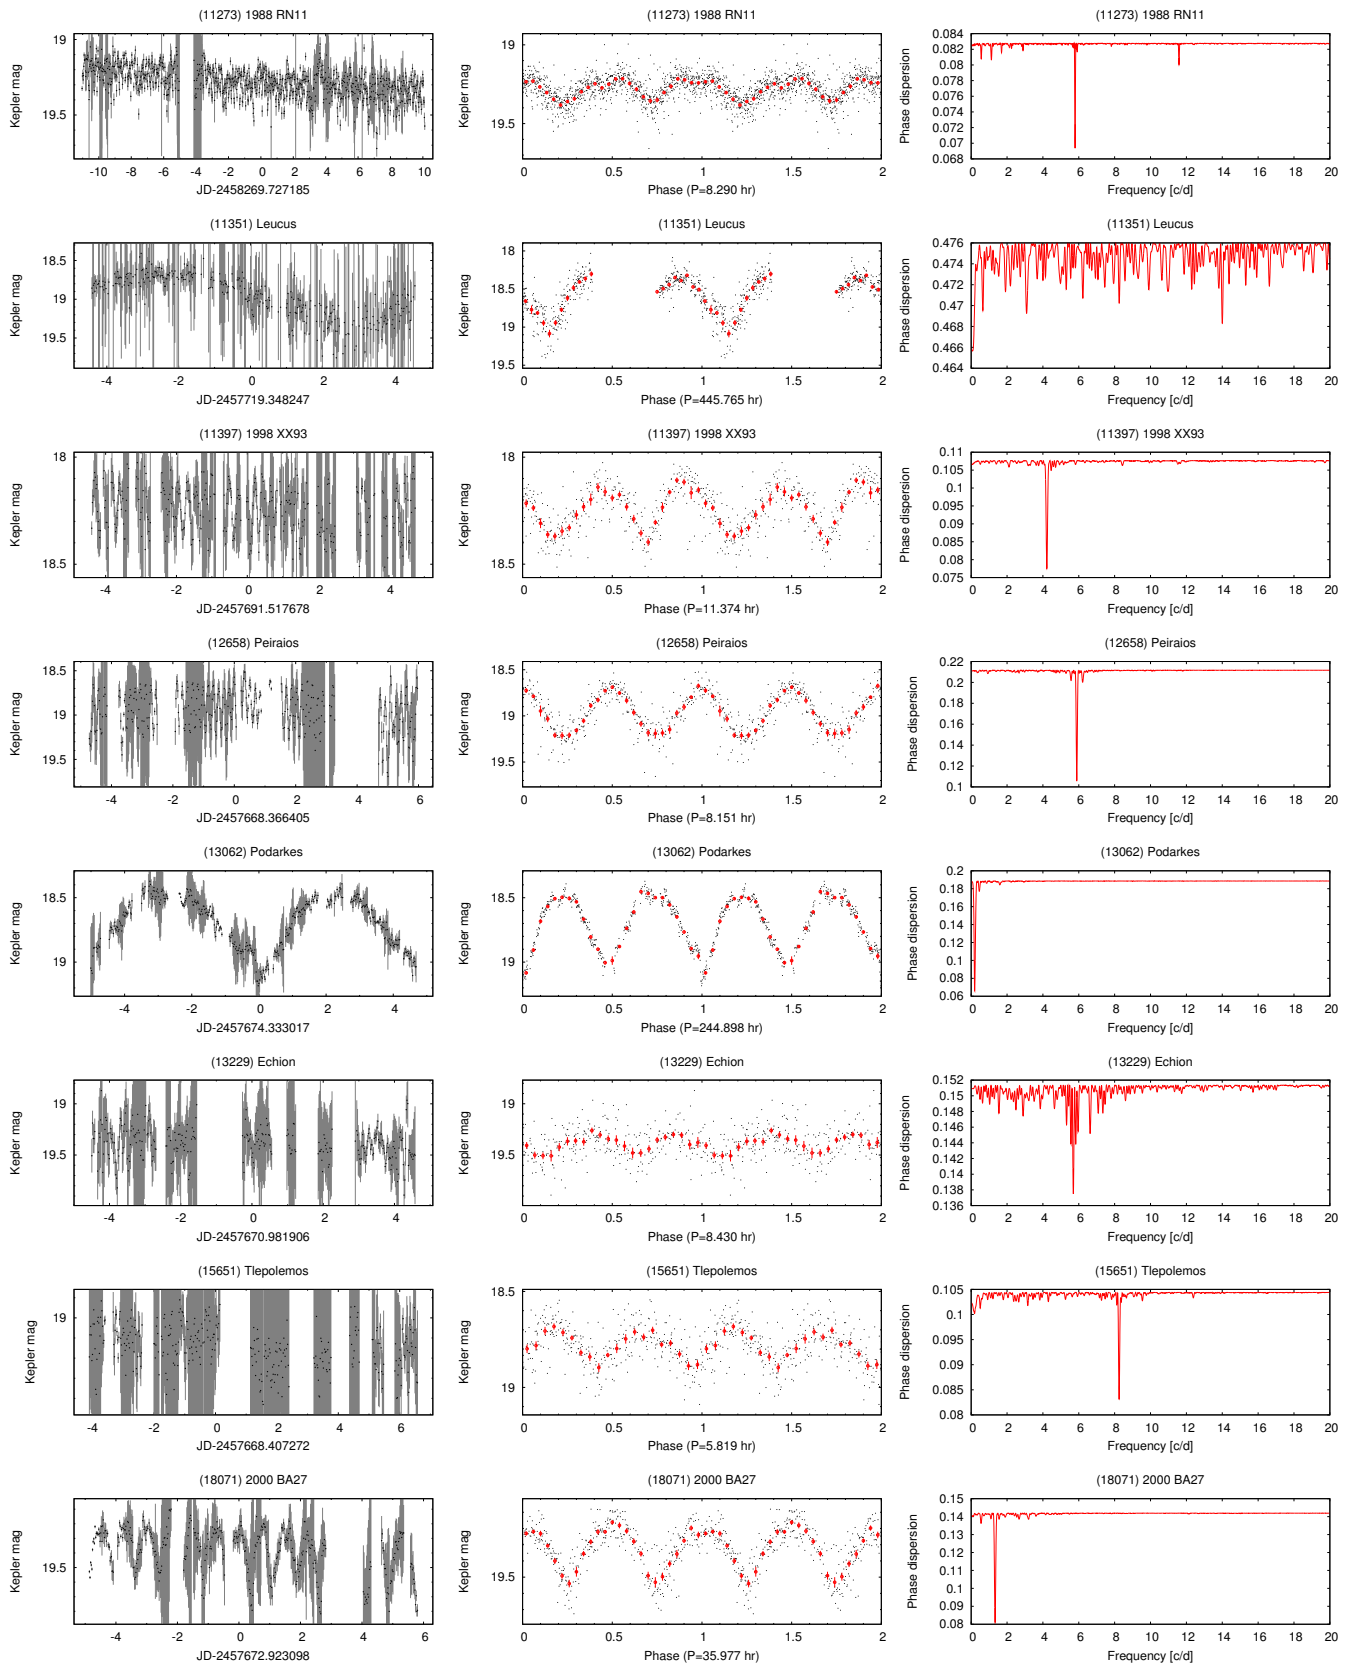 (11273) 1988 RN11
(11273) 1988 RN11
(11273) 1988 RN11
Kepler mag
19
19.5
-10 -8 -6 -4 -2 0 2 4 6 8 10
JD-2458269.727185
Kepler mag
19
19.5
0 0.5 1 1.5 2
Phase (P=8.290 hr)
Phase dispersion
0.084
0.082
0.08
0.078
0.076
0.074
0.072
0.07
0.068
0 2 4 6 8 10 12 14 16 18 20
Frequency [c/d]
(11351) Leucus
(11351) Leucus
(11351) Leucus
Kepler mag
18.5
19
19.5
-4 -2 0 2 4
JD-2457719.348247
Kepler mag
18
18.5
19
19.5
0 0.5 1 1.5 2
Phase (P=445.765 hr)
Phase dispersion
0.476
0.474
0.472
0.47
0.468
0.466
0.464
0 2 4 6 8 10 12 14 16 18 20
Frequency [c/d]
(11397) 1998 XX93
(11397) 1998 XX93
(11397) 1998 XX93
Kepler mag
18
18.5
-4 -2 0 2 4
JD-2457691.517678
Kepler mag
18
18.5
0 0.5 1 1.5 2
Phase (P=11.374 hr)
Phase dispersion
0.11
0.105
0.1
0.095
0.09
0.085
0.08
0.075
0 2 4 6 8 10 12 14 16 18 20
Frequency [c/d]
(12658) Peiraios
(12658) Peiraios
(12658) Peiraios
Kepler mag
18.5
19
19.5
-4 -2 0 2 4 6
JD-2457668.366405
Kepler mag
18.5
19
19.5
0 0.5 1 1.5 2
Phase (P=8.151 hr)
Phase dispersion
0.22
0.2
0.18
0.16
0.14
0.12
0.1
0 2 4 6 8 10 12 14 16 18 20
Frequency [c/d]
(13062) Podarkes
(13062) Podarkes
(13062) Podarkes
Kepler mag
18.5
19
-4 -2 0 2 4
JD-2457674.333017
Kepler mag
18.5
19
0 0.5 1 1.5 2
Phase (P=244.898 hr)
Phase dispersion
0.2
0.18
0.16
0.14
0.12
0.1
0.08
0.06
0 2 4 6 8 10 12 14 16 18 20
Frequency [c/d]
(13229) Echion
(13229) Echion
(13229) Echion
Kepler mag
19
19.5
-4 -2 0 2 4
JD-2457670.981906
Kepler mag
19
19.5
0 0.5 1 1.5 2
Phase (P=8.430 hr)
Phase dispersion
0.152
0.15
0.148
0.146
0.144
0.142
0.14
0.138
0.136
0 2 4 6 8 10 12 14 16 18 20
Frequency [c/d]
(15651) Tlepolemos
(15651) Tlepolemos
(15651) Tlepolemos
Kepler mag
19
-4 -2 0 2 4 6
JD-2457668.407272
Kepler mag
18.5
19
0 0.5 1 1.5 2
Phase (P=5.819 hr)
Phase dispersion
0.105
0.1
0.095
0.09
0.085
0.08
0 2 4 6 8 10 12 14 16 18 20
Frequency [c/d]
(18071) 2000 BA27
(18071) 2000 BA27
(18071) 2000 BA27
Kepler mag
19.5
-4 -2 0 2 4 6
JD-2457672.923098
Kepler mag
19.5
0 0.5 1 1.5 2
Phase (P=35.977 hr)
Phase dispersion
0.15
0.14
0.13
0.12
0.11
0.1
0.09
0.08
0 2 4 6 8 10 12 14 16 18 20
Frequency [c/d]